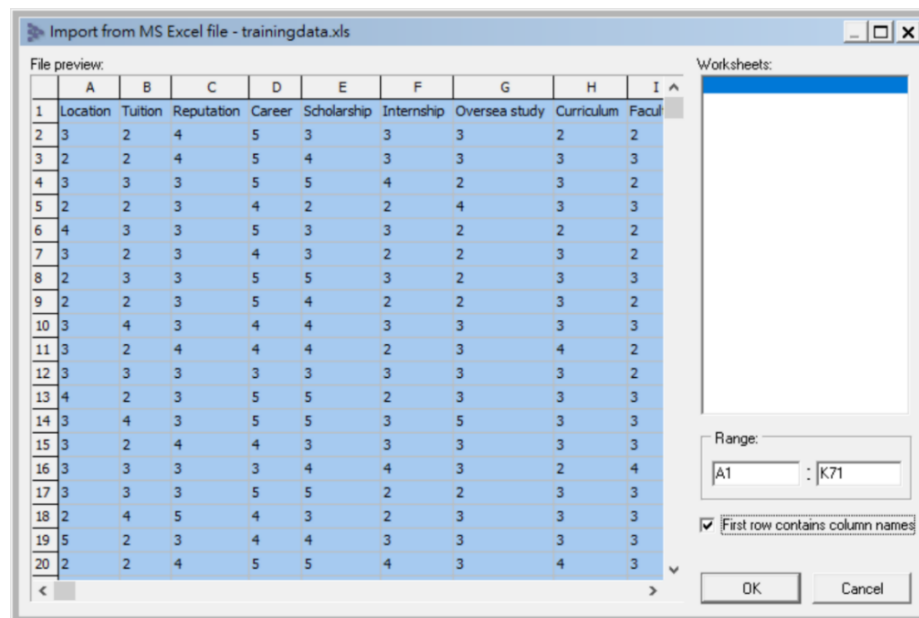 Import from MS Excel file - trainingdata.xls
File preview:
Worksheets:
A B C D E F G H I
1 Location Tuition Reputation Career Scholarship Internship Oversea study Curriculum Facul
2 3 2 4 5 3 3 3 2 2
3 2 2 4 5 4 3 3 3 3
4 3 3 3 5 5 4 2 3 2
5 2 2 3 4 2 2 4 3 3
6 4 3 3 5 3 3 2 2 2
7 3 2 3 4 3 2 2 3 2
8 2 3 3 5 5 3 2 3 3
9 2 2 3 5 4 2 2 3 2
10 3 4 3 4 4 3 3 3 3
11 3 2 4 4 4 2 3 4 2
12 3 3 3 3 3 3 3 3 2
13 4 2 3 5 5 2 3 3 3
14 3 4 3 5 5 3 5 3 3
15 3 2 4 4 3 3 3 3 3
16 3 3 3 3 4 4 3 2 4
17 3 3 3 5 5 2 2 3 3
18 2 4 5 4 3 2 3 3 3
19 5 2 3 4 4 3 3 3 3
20 2 2 4 5 5 4 3 4 3
Range:
A1 : K71
First row contains column names
OK Cancel